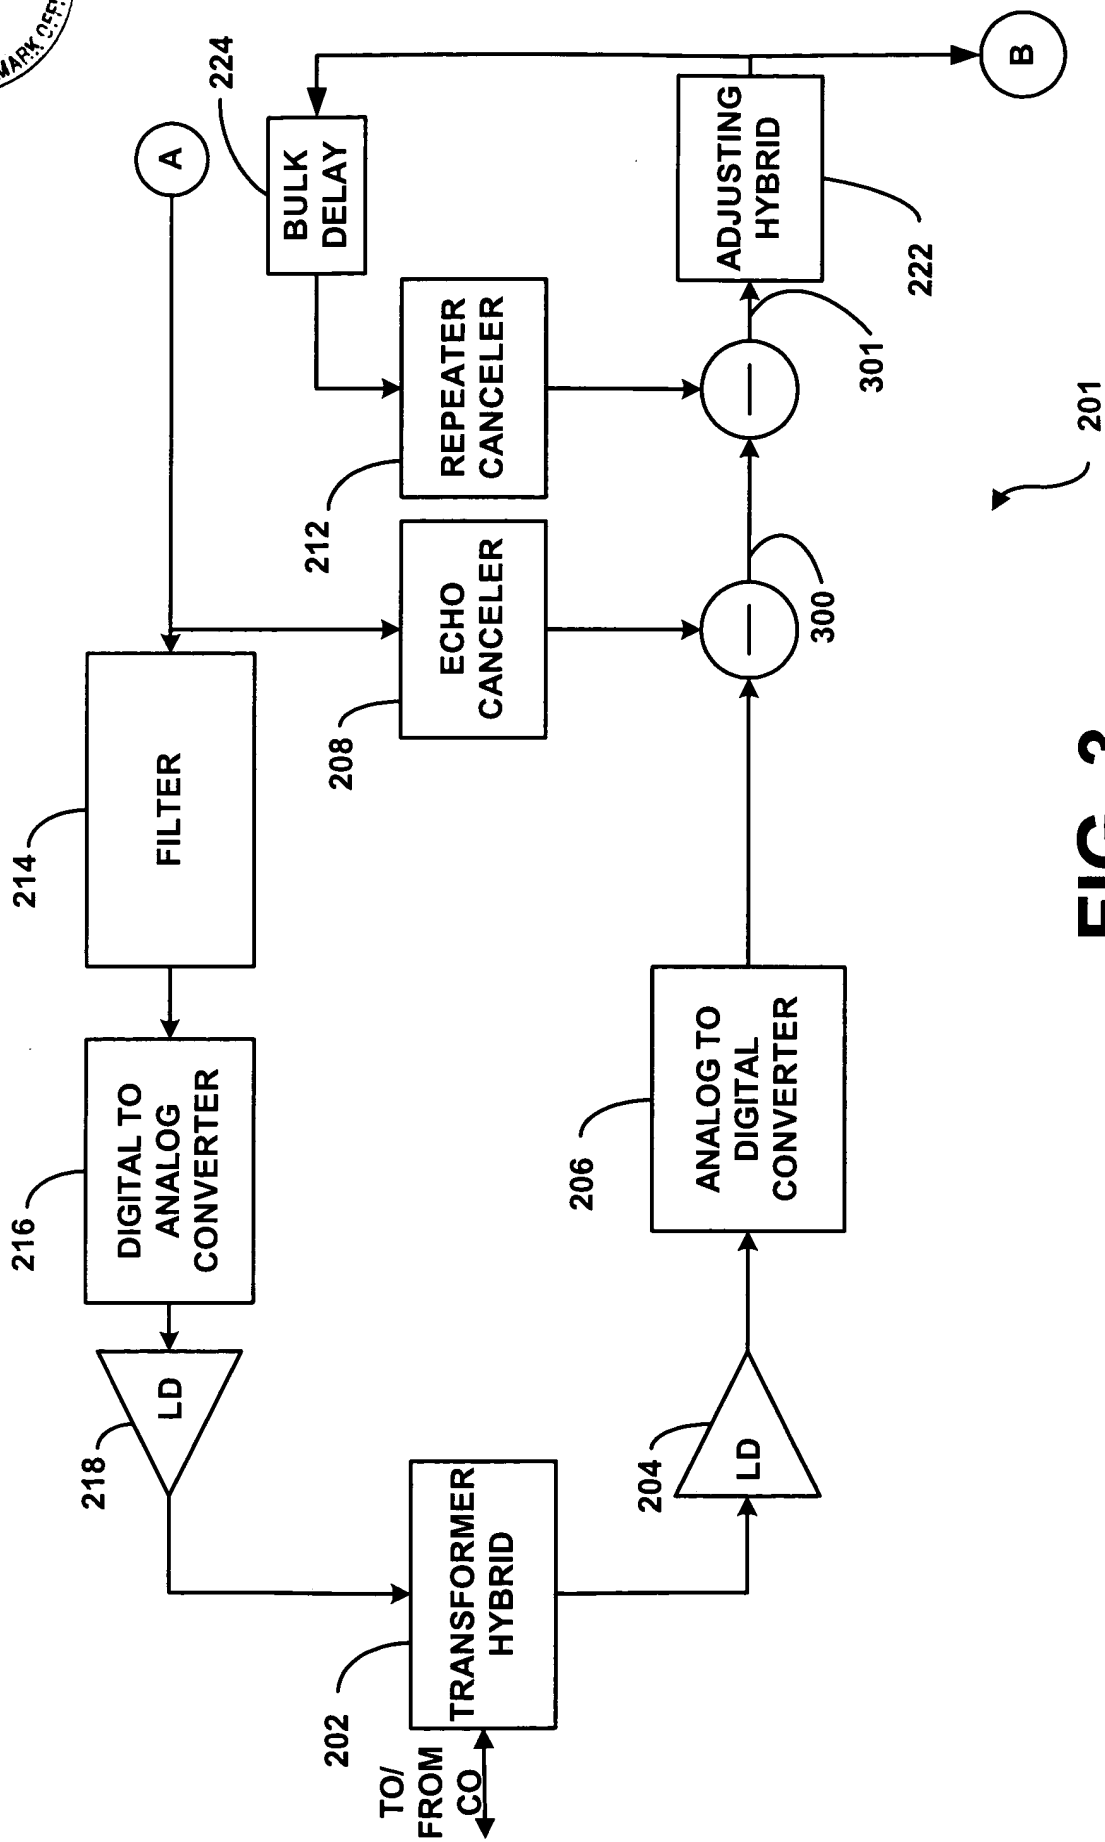 MARK OFFI
A
224
BULK
DELAY
ADJUSTING
HYBRID
222
B
214
FILTER
212
REPEATER
CANCELER
208
ECHO
CANCELER
300
301
201
216
DIGITAL TO
ANALOG
CONVERTER
206
ANALOG TO
DIGITAL
CONVERTER
218
LD
204
LD
202
TRANSFORMER
HYBRID
TO/
FROM
CO
FIG. 3